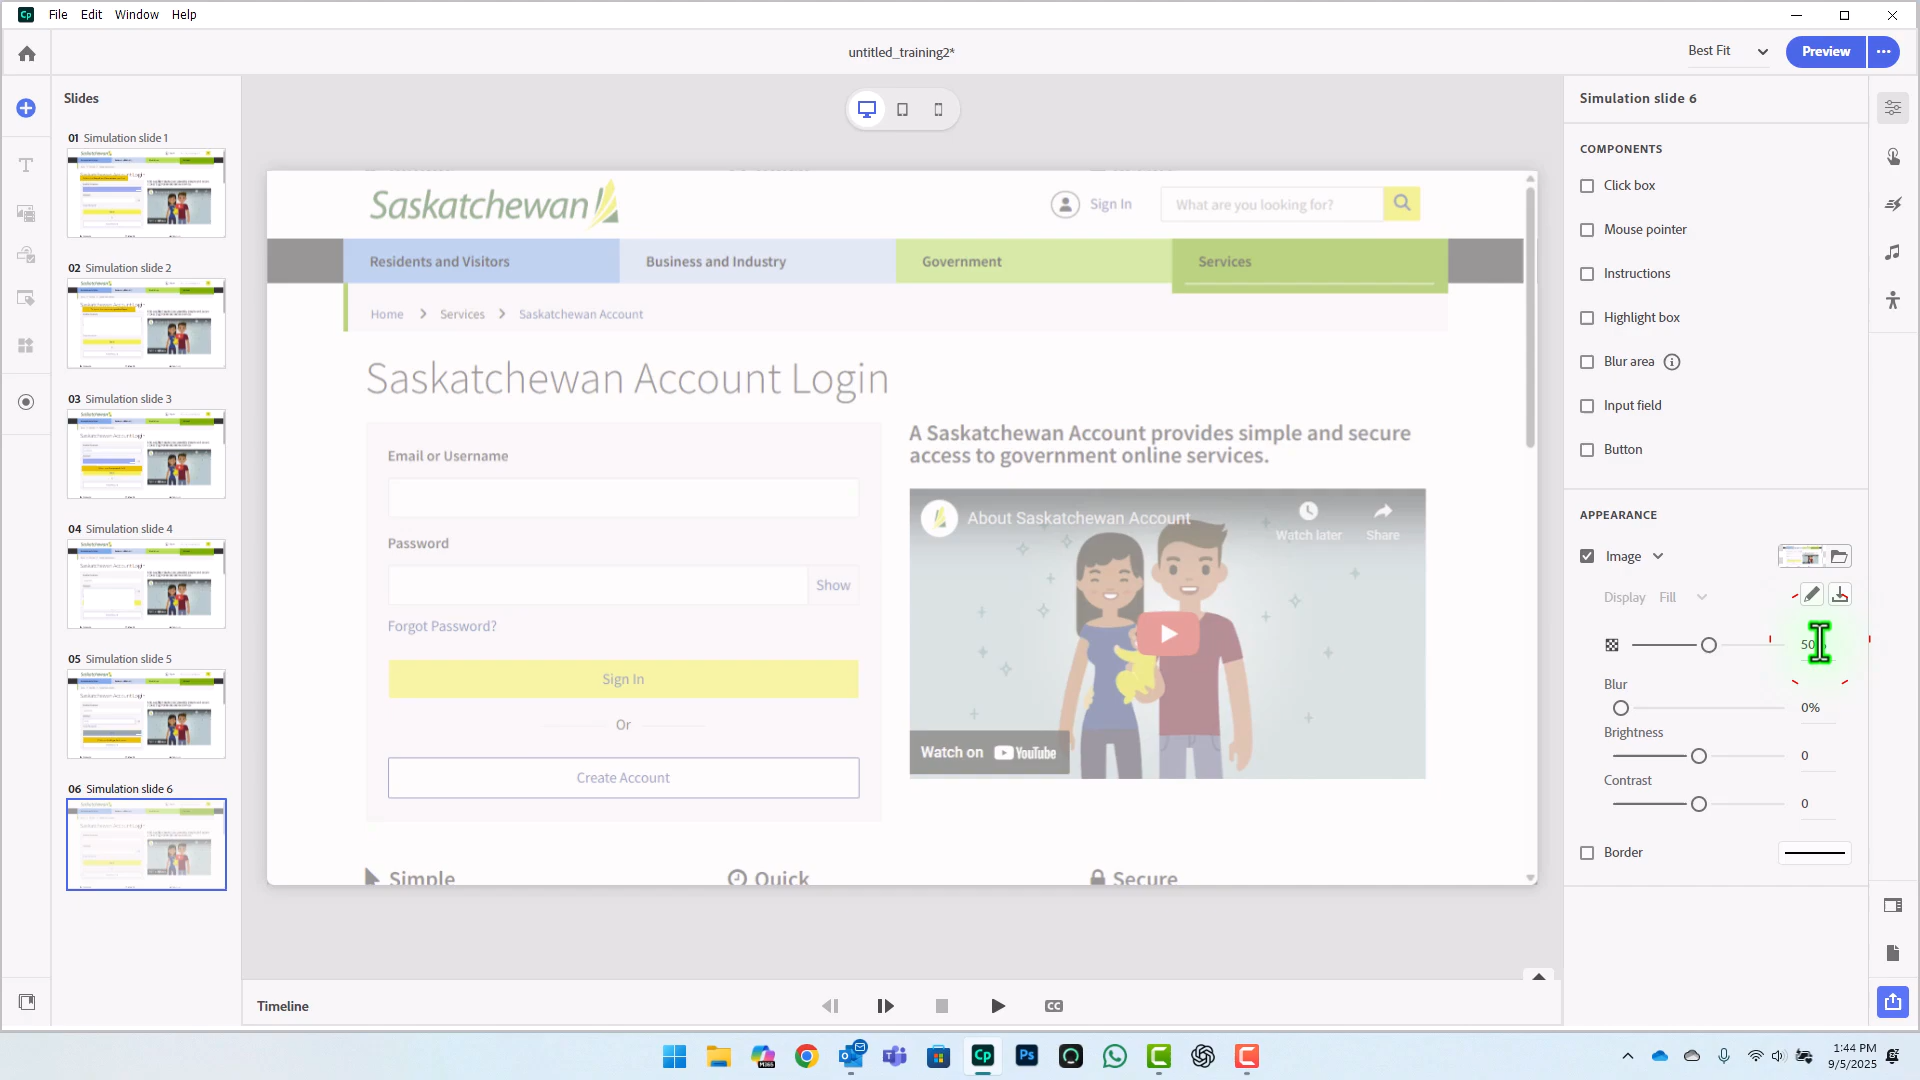 File Edit Window Help
untitled_training2*
Best Fit
Preview
Slides
01 Simulation slide 1
02 Simulation slide 2
03 Simulation slide 3
04 Simulation slide 4
05 Simulation slide 5
06 Simulation slide 6
Saskatchewan
Sign In
What are you looking for?
Residents and Visitors
Business and Industry
Government
Services
Home > Services > Saskatchewan Account
Saskatchewan Account Login
Email or Username
Password
Show
Forgot Password?
Sign In
Or
Create Account
A Saskatchewan Account provides simple and secure
access to government online services.
About Saskatchewan Account
Watch later
Share
Watch on YouTube
Simple
Quick
Secure
Timeline
CC
Simulation slide 6
COMPONENTS
Click box
Mouse pointer
Instructions
Highlight box
Blur area
Input field
Button
APPEARANCE
Image
Display Fill
Blur
0%
Brightness
0
Contrast
0
Border
Cp
Ps
1:44 PM
9/5/2025